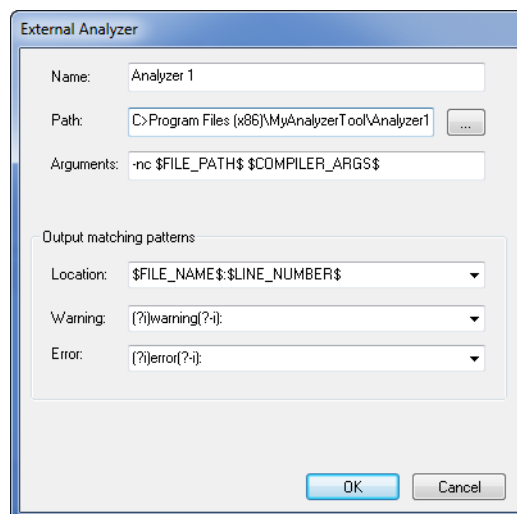 External Analyzer
Name: Analyzer 1
Path: C>Program Files (x86)\MyAnalyzerTool\Analyzer1 ...
Arguments: -nc $FILE_PATH$ $COMPILER_ARGS$
Output matching patterns
Location: $FILE_NAME$:$LINE_NUMBER$
Warning: (?i)warning(?-i):
Error: (?i)error(?-i):
OK Cancel